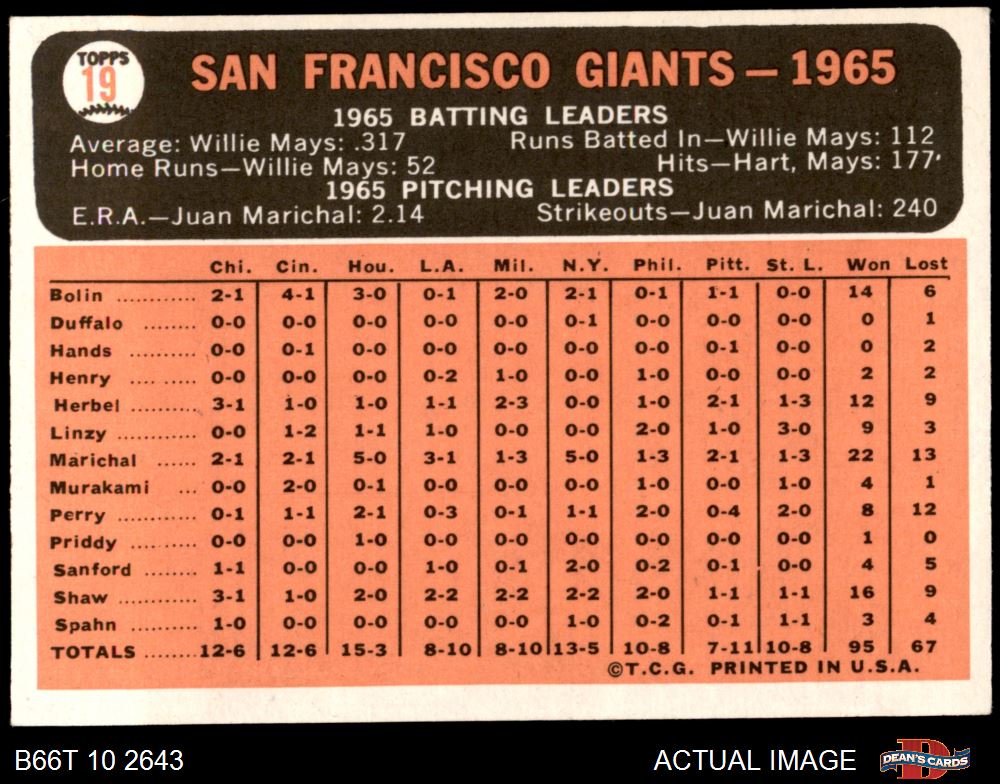 TOPPS
19
SAN FRANCISCO GIANTS — 1965
1965 BATTING LEADERS
Average: Willie Mays: .317 Runs Batted In—Willie Mays: 112
Home Runs—Willie Mays: 52 Hits—Hart, Mays: 177
1965 PITCHING LEADERS
E.R.A.—Juan Marichal: 2.14 Strikeouts—Juan Marichal: 240
Chi. Cin. Hou. L.A. Mil. N.Y. Phil. Pitt. St. L. Won Lost
Bolin ........... 2-1 4-1 3-0 0-1 2-0 2-1 0-1 1-1 0-0 14 6
Duffalo ........ 0-0 0-0 0-0 0-0 0-0 0-1 0-0 0-0 0-0 0 1
Hands .......... 0-0 0-1 0-0 0-0 0-0 0-0 0-0 0-1 0-0 0 2
Henry .... ..... 0-0 0-0 0-0 0-2 1-0 0-0 1-0 0-0 0-0 2 2
Herbel .......... 3-1 1-0 1-0 1-1 2-3 0-0 1-0 2-1 1-3 12 9
Linzy ............ 0-0 1-2 1-1 1-0 0-0 0-0 2-0 1-0 3-0 9 3
Marichal ...... 2-1 2-1 5-0 3-1 1-3 5-0 1-3 2-1 1-3 22 13
Murakami ... 0-0 2-0 0-1 0-0 0-0 0-0 1-0 0-0 1-0 4 1
Perry ............ 0-1 1-1 2-1 0-3 0-1 1-1 2-0 0-4 2-0 8 12
Priddy .......... 0-0 0-0 1-0 0-0 0-0 0-0 0-0 0-0 0-0 1 0
Sanford ........ 1-1 0-0 0-0 1-0 0-1 2-0 0-2 0-1 0-0 4 5
Shaw ............ 3-1 1-0 2-0 2-2 2-2 2-2 2-0 1-1 1-1 16 9
Spahn .......... 1-0 0-0 0-0 0-0 0-0 1-0 0-2 0-1 1-1 3 4
TOTALS ....... 12-6 12-6 15-3 8-10 8-10 13-5 10-8 7-11 10-8 95 67
©T.C.G. PRINTED IN U.S.A.
B66T 10 2643 ACTUAL IMAGE DEAN'S CARDS